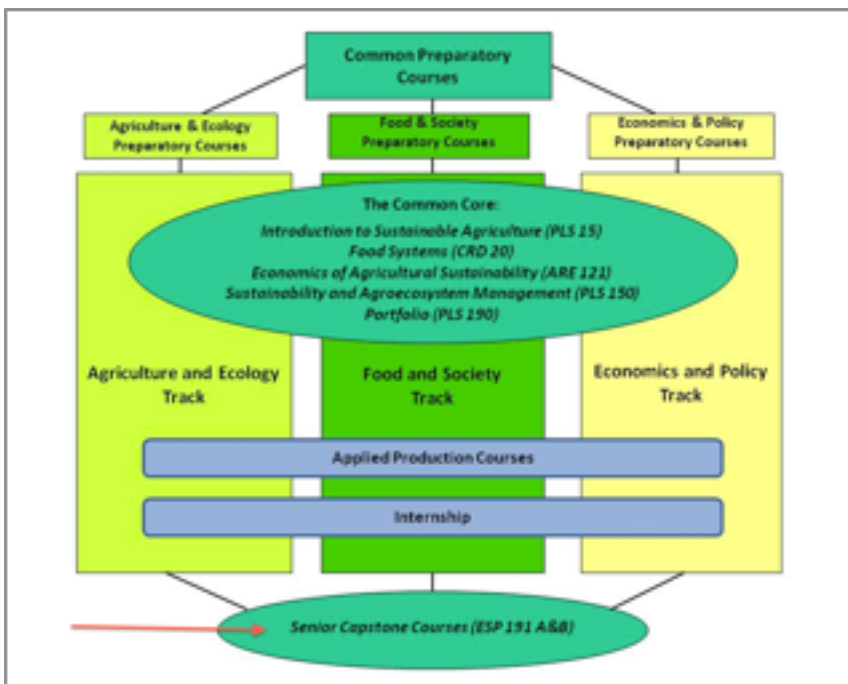 Common Preparatory
Courses
Agriculture & Ecology
Preparatory Courses
Food & Society
Preparatory Courses
Economics & Policy
Preparatory Courses
The Common Core:
Introduction to Sustainable Agriculture (PLS 15)
Food Systems (CRD 20)
Economics of Agricultural Sustainability (ARE 121)
Sustainability and Agroecosystem Management (PLS 150)
Portfolio (PLS 190)
Agriculture and Ecology
Track
Food and Society
Track
Economics and Policy
Track
Applied Production Courses
Internship
Senior Capstone Courses (ESP 191 A&B)